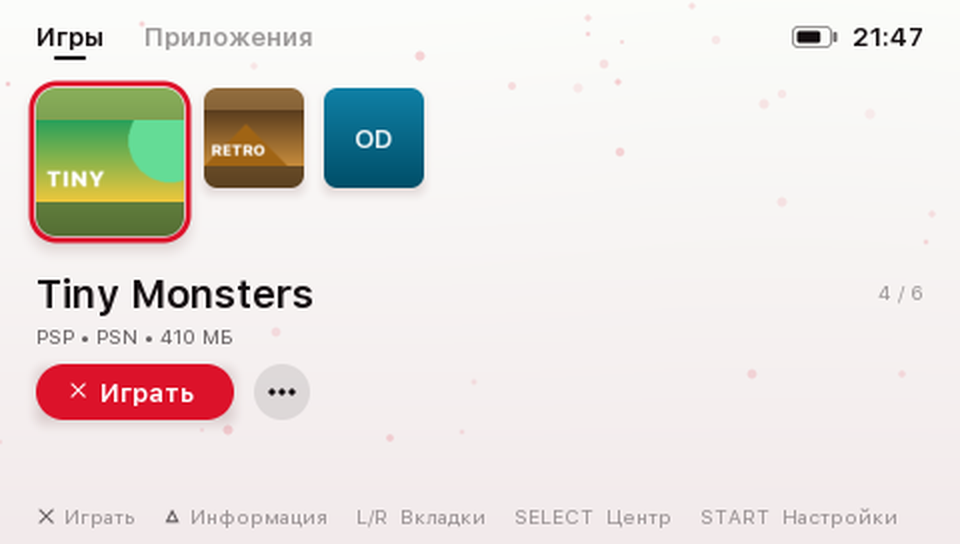 Игры Приложения 21:47
TINY RETRO OD
Tiny Monsters 4 / 6
PSP • PSN • 410 МБ
× Играть •••
× Играть △ Информация L/R Вкладки SELECT Центр START Настройки